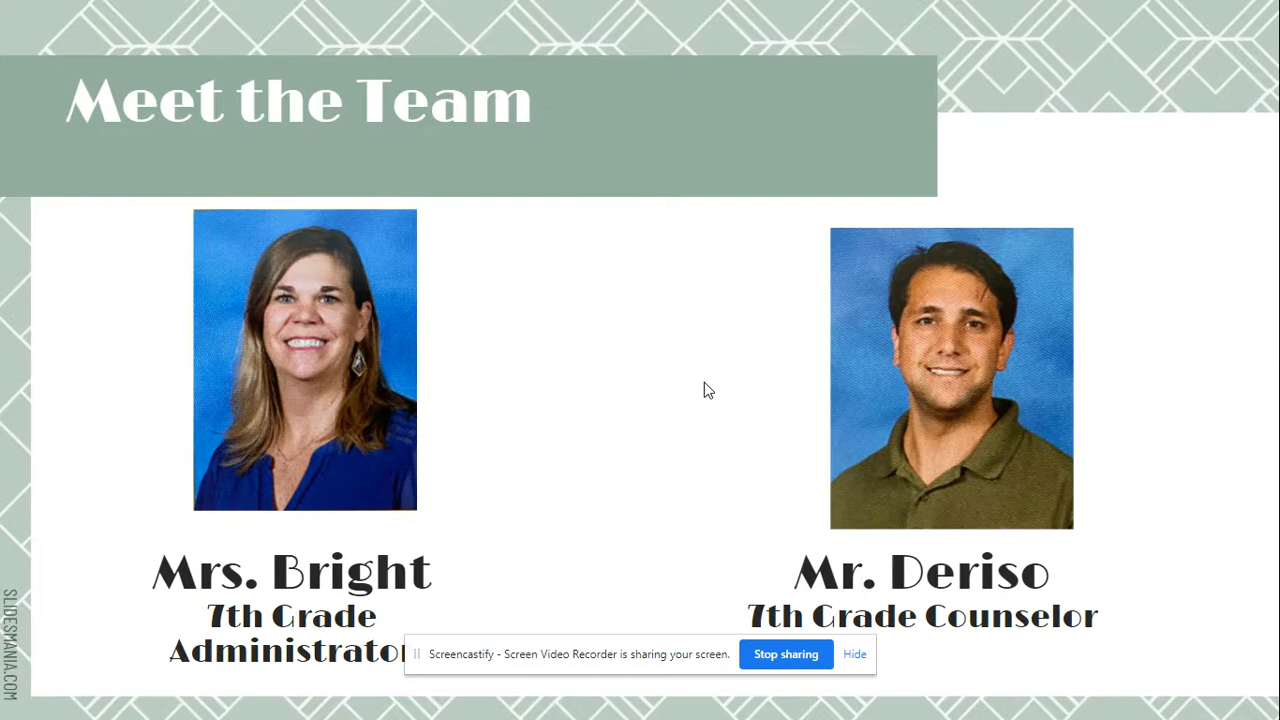 Meet the Team
Mrs. Bright
7th Grade
Administrator
Mr. Deriso
7th Grade Counselor
Screencastify - Screen Video Recorder is sharing your screen.
Stop sharing
Hide
SLIDESMANIA.COM